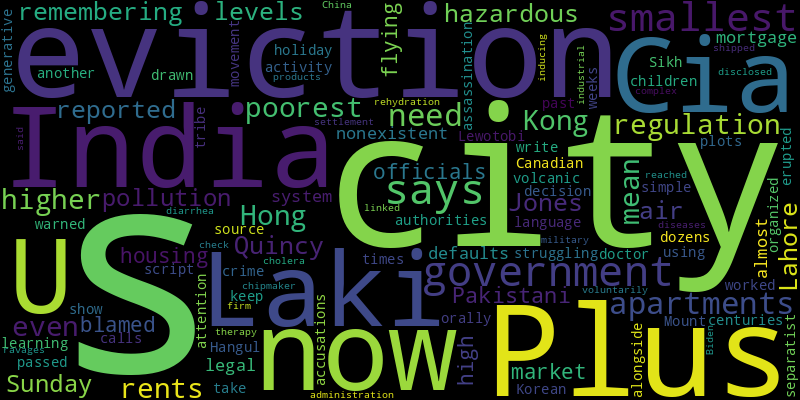 China
remembering levels hazardous smallest
generative eviction cia
holiday flying inducing industrial mortgage
another drawn activity movement assassination Sikh shipped
children disclosed
products weeks
reported India poorest rehydration need Kong past complex
tribe settlement nonexistent Lewotobi regulation
said city write plots erupted
officials Canadian
higher pollution system says volcanic mean simple reached
diarrhea linked decision
Hong authorities Jones air organized
warned source language dozens almost Lahore
U S housing Quincy check military diseases
script cholera times defaults struggling doctor using
crime chipmaker government
attention Laki keep Pakistani voluntarily worked
show firm accusations apartments
even blamed Hangul orally Mount centuries
learning calls therapy now high Plus Biden
ravages legal market alongside separatist
passed take
Sunday rents administration Korean